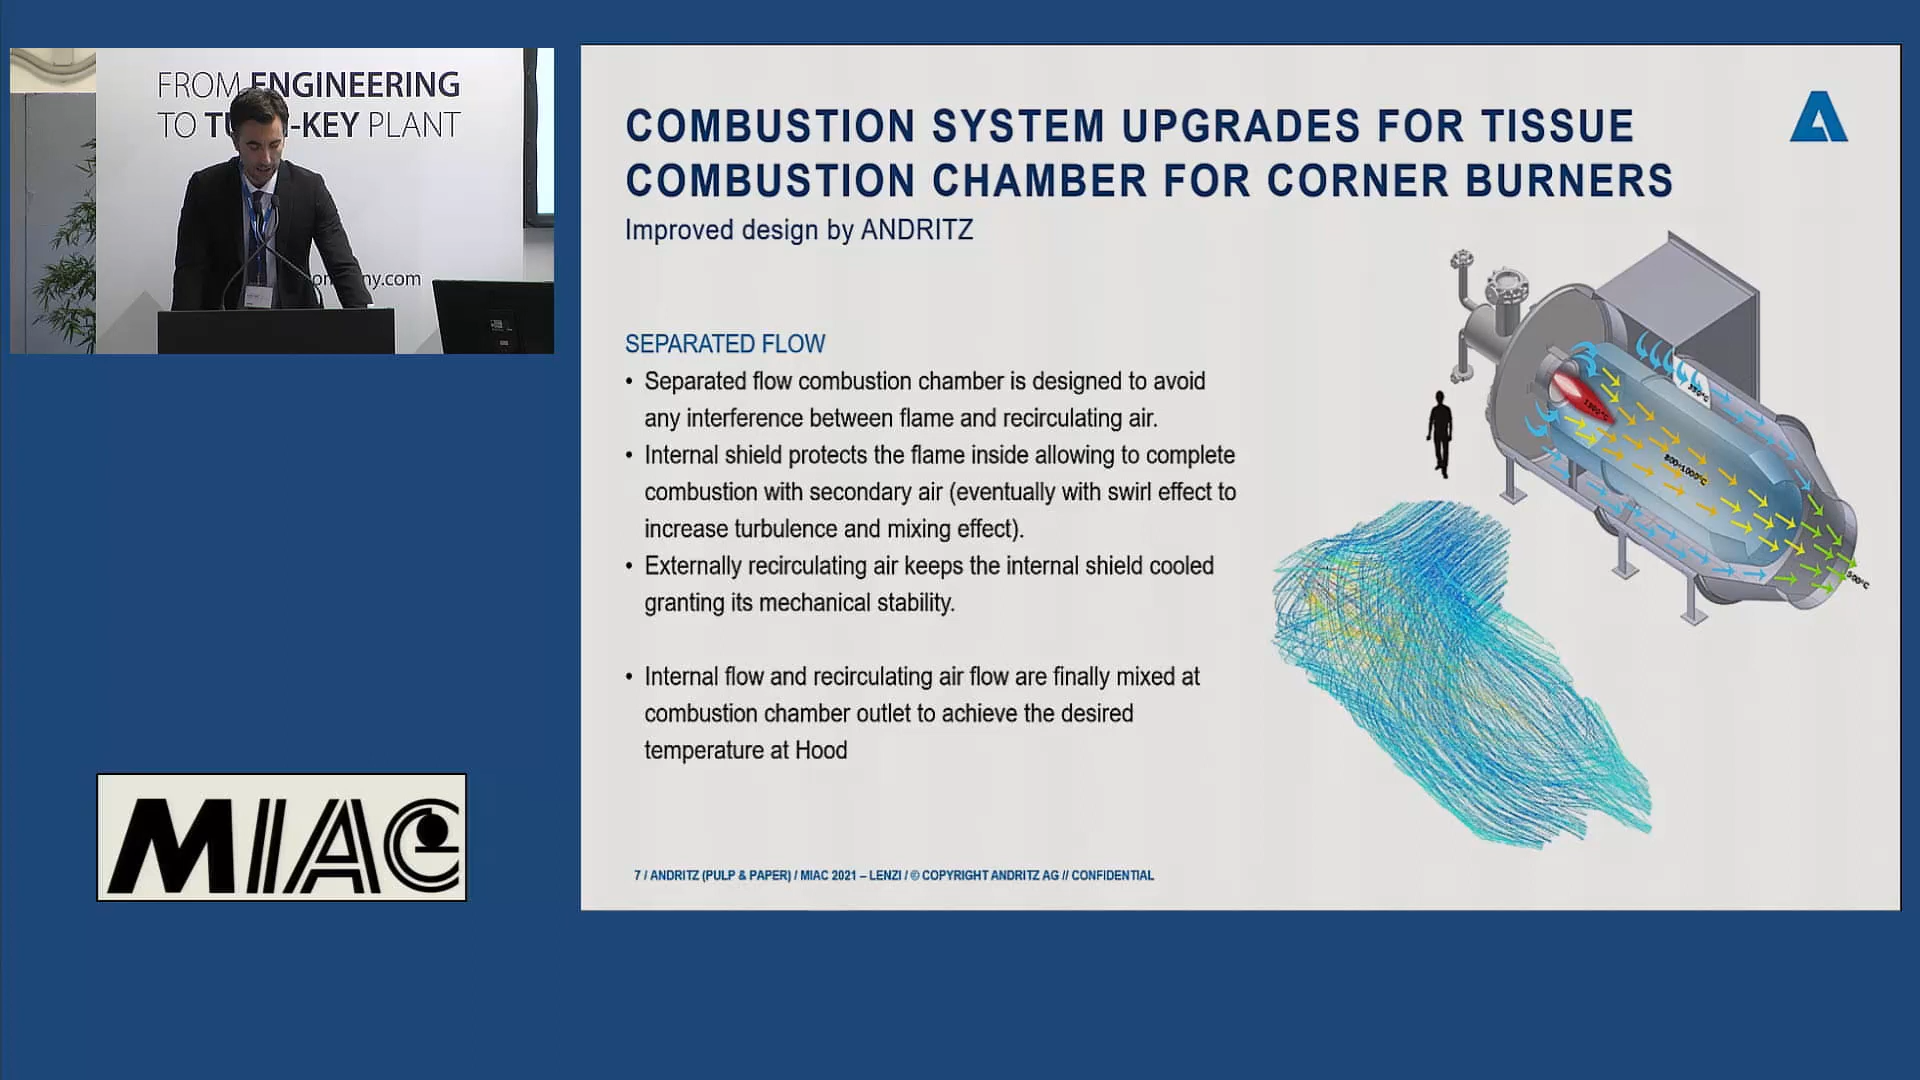 FROM ENGINEERING
TO -KEY PLANT
COMBUSTION SYSTEM UPGRADES FOR TISSUE
COMBUSTION CHAMBER FOR CORNER BURNERS
Improved design by ANDRITZ
SEPARATED FLOW
• Separated flow combustion chamber is designed to avoid
any interference between flame and recirculating air.
• Internal shield protects the flame inside allowing to complete
combustion with secondary air (eventually with swirl effect to
increase turbulence and mixing effect).
• Externally recirculating air keeps the internal shield cooled
granting its mechanical stability.
• Internal flow and recirculating air flow are finally mixed at
combustion chamber outlet to achieve the desired
temperature at Hood
800÷1000°C
500°C
7 / ANDRITZ (PULP & PAPER) / MIAC 2021 – LENZI / © COPYRIGHT ANDRITZ AG // CONFIDENTIAL
MIAC